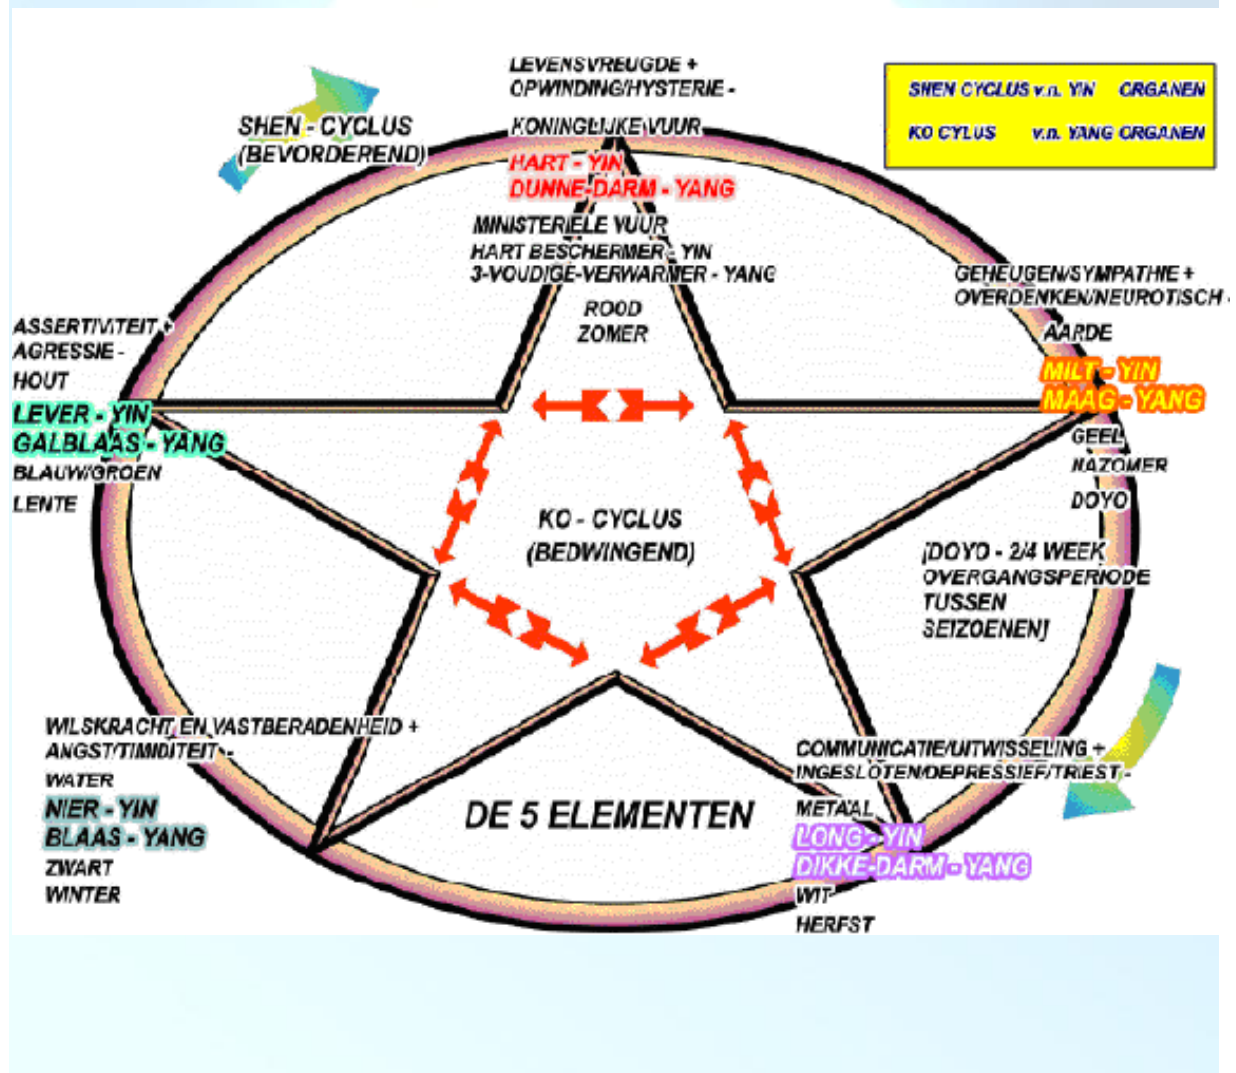 LEVENSVREUGDE +
OPWINDING/HYSTERIE -
KONINGLIJKE VUUR
HART - YIN
DUNNE-DARM - YANG
MINISTERIELE VUUR
HART BESCHERMER - YIN
3-VOUDIGE-VERWARMER - YANG
ROOD
ZOMER
SHEN - CYCLUS
(BEVORDEREND)
SHEN CYCLUS v.n. YIN ORGANEN
KO CYLUS v.n. YANG ORGANEN
GEHEUGEN/SYMPATHIE +
OVERDENKEN/NEUROTISCH -
AARDE
MILT - YIN
MAAG - YANG
GEEL
NAZOMER
DOYO
[DOYO - 2/4 WEEK
OVERGANGSPERIODE
TUSSEN
SEIZOENEN]
ASSERTIVITEIT +
AGRESSIE -
HOUT
LEVER - YIN
GALBLAAS - YANG
BLAUW/GROEN
LENTE
KO - CYCLUS
(BEDWINGEND)
WILSKRACHT EN VASTBERADENHEID +
ANGST/TIMIDITEIT -
WATER
NIER - YIN
BLAAS - YANG
ZWART
WINTER
DE 5 ELEMENTEN
COMMUNICATIE/UITWISSELING +
INGESLOTEN/DEPRESSIEF/TRIEST -
METAAL
LONG - YIN
DIKKE-DARM - YANG
WIT
HERFST